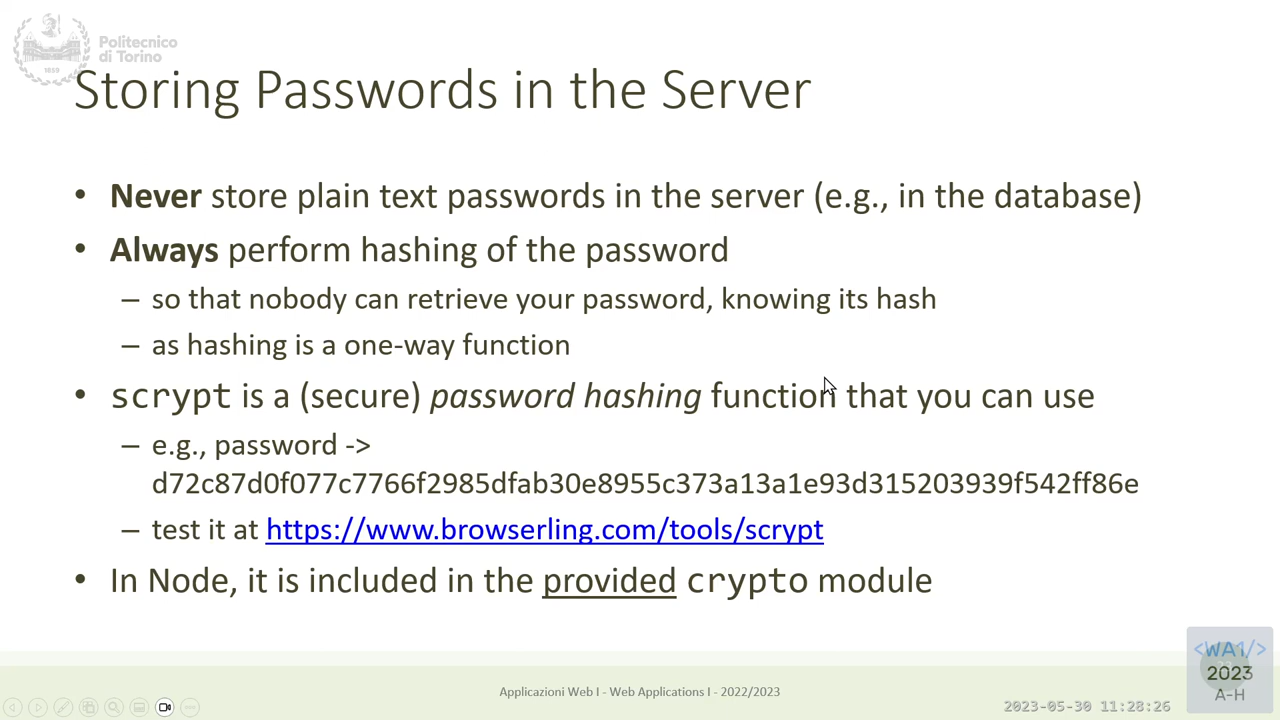 Politecnico
di Torino
1859
Storing Passwords in the Server
• Never store plain text passwords in the server (e.g., in the database)
• Always perform hashing of the password
– so that nobody can retrieve your password, knowing its hash
– as hashing is a one-way function
• scrypt is a (secure) password hashing function that you can use
– e.g., password ->
d72c87d0f077c7766f2985dfab30e8955c373a13a1e93d315203939f542ff86e
– test it at https://www.browserling.com/tools/scrypt
• In Node, it is included in the provided crypto module
<WA1/>
2023
A-H
Applicazioni Web I - Web Applications I - 2022/2023
2023-05-30 11:28:26